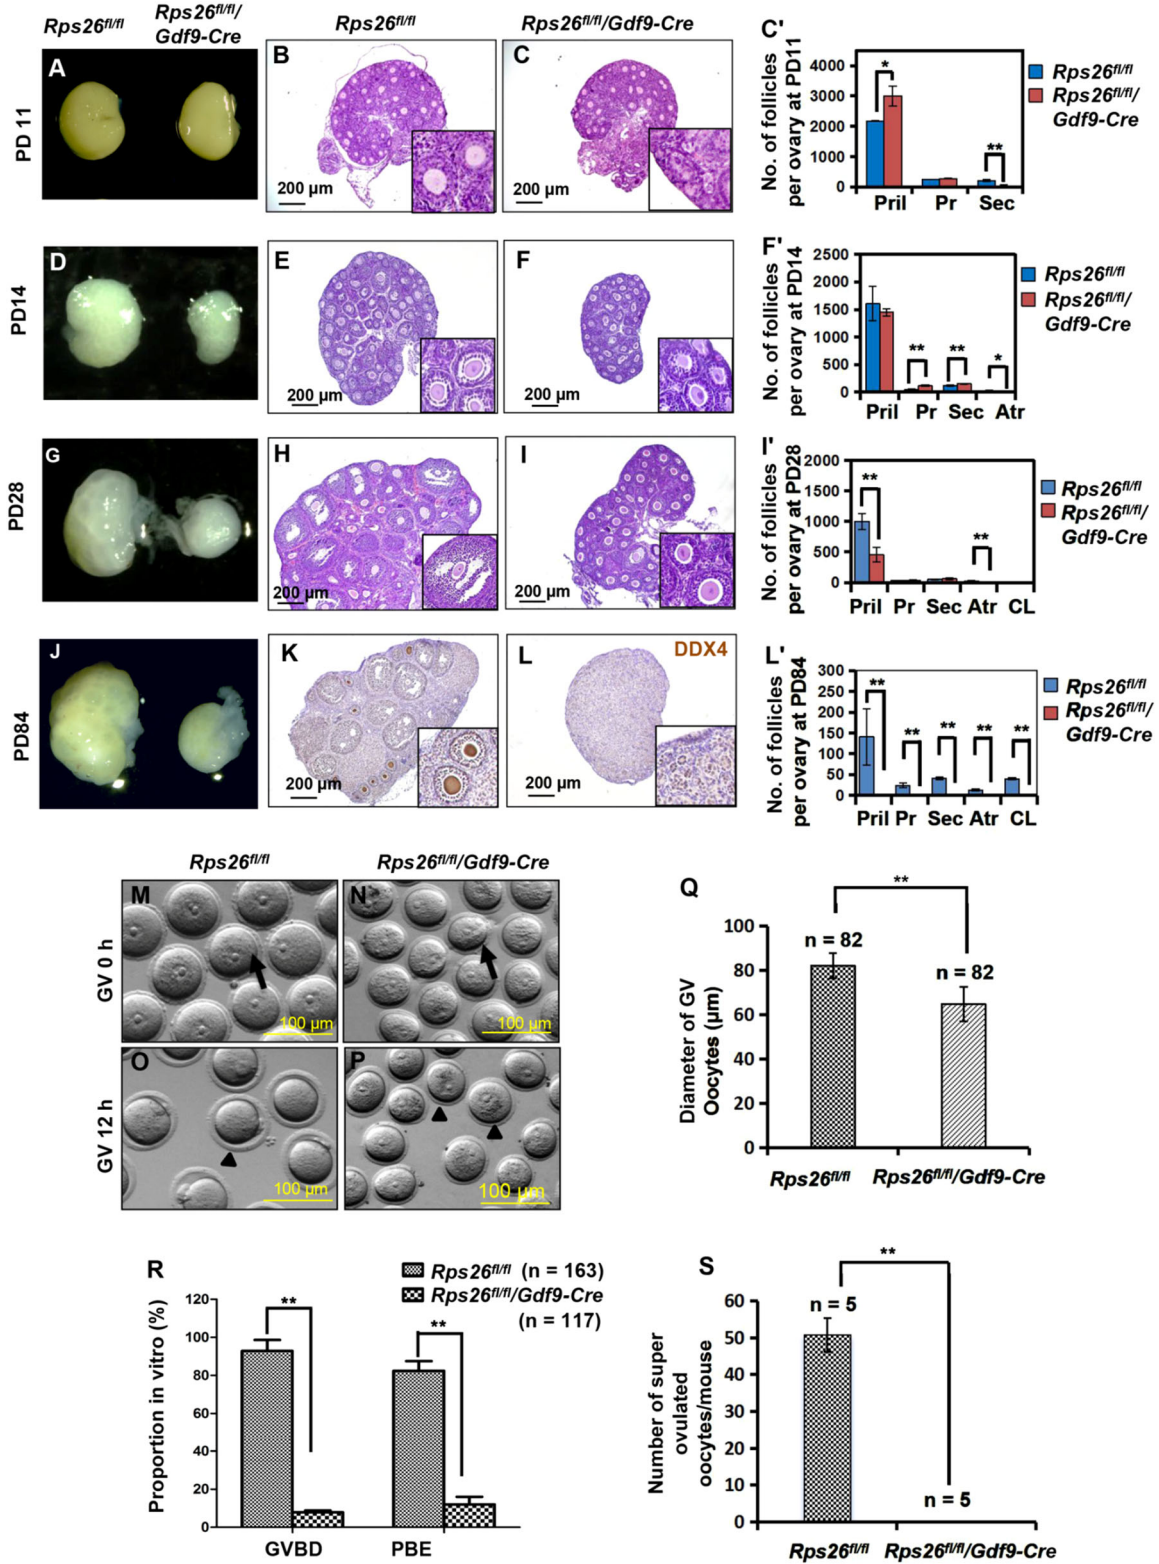 Rps26fl/fl
Rps26fl/fl/
Gdf9-Cre
Rps26fl/fl
Rps26fl/fl/Gdf9-Cre
PD 11
A
B
200 µm
C
200 µm
C'
No. of follicles
per ovary at PD11
4000
3000
2000
1000
0
*
**
Pril Pr Sec
Rps26fl/fl
Rps26fl/fl/
Gdf9-Cre
PD14
D
E
200 µm
F
200 µm
F'
No. of follicles
per ovary at PD14
2500
2000
1500
1000
500
0
** ** *
Pril Pr Sec Atr
Rps26fl/fl
Rps26fl/fl/
Gdf9-Cre
PD28
G
H
200 µm
I
200 µm
I'
No. of follicles
per ovary at PD28
2000
1500
1000
500
0
** **
Pril Pr Sec Atr CL
Rps26fl/fl
Rps26fl/fl/
Gdf9-Cre
PD84
J
K
200 µm
L
DDX4
200 µm
L'
No. of follicles
per ovary at PD84
300
250
200
150
100
50
0
** ** ** ** **
Pril Pr Sec Atr CL
Rps26fl/fl
Rps26fl/fl/
Gdf9-Cre
Rps26fl/fl
Rps26fl/fl/Gdf9-Cre
GV 0 h
M
100 µm
N
100 µm
GV 12 h
O
100 µm
P
100 µm
Q
Diameter of GV
Oocytes (µm)
100
80
60
40
20
0
**
n = 82
n = 82
Rps26fl/fl
Rps26fl/fl/Gdf9-Cre
R
Rps26fl/fl (n = 163)
Rps26fl/fl/Gdf9-Cre
(n = 117)
Proportion in vitro (%)
120
100
80
60
40
20
0
**
**
GVBD PBE
S
Number of super
ovulated
oocytes/mouse
60
50
40
30
20
10
0
**
n = 5
n = 5
Rps26fl/fl
Rps26fl/fl/Gdf9-Cre